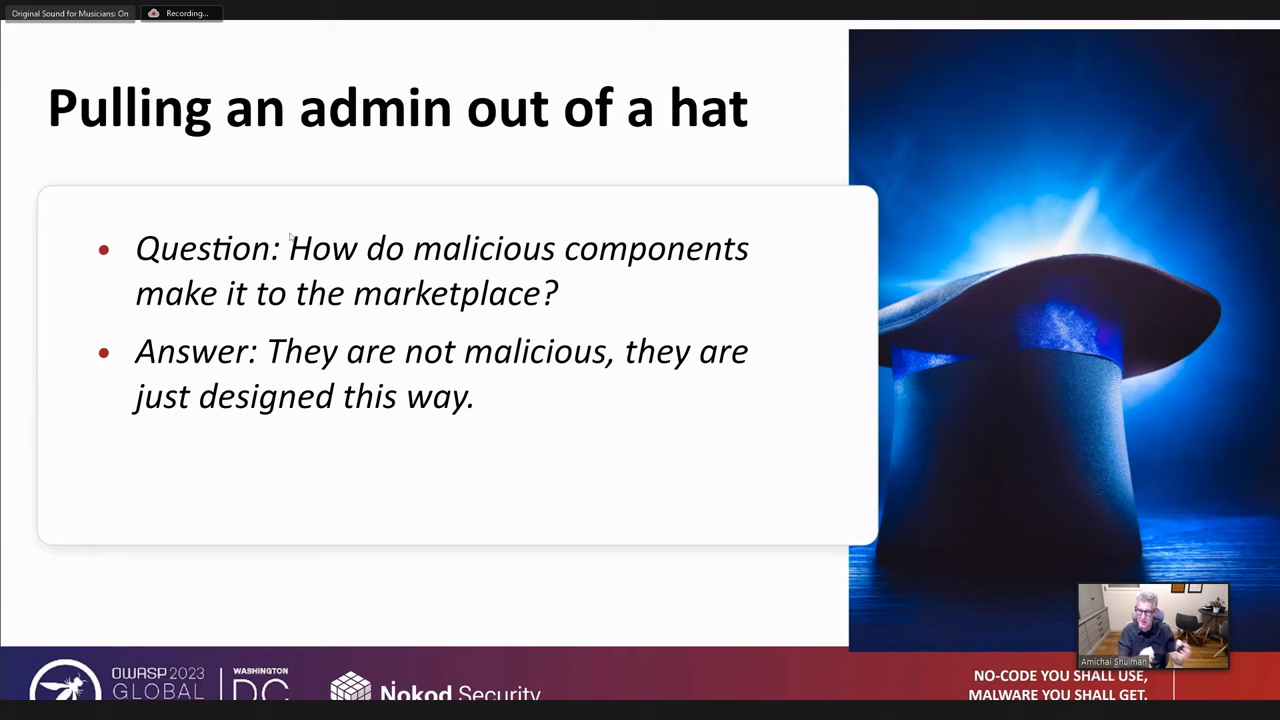 Original Sound for Musicians: On
Recording...
Pulling an admin out of a hat
• Question: How do malicious components
make it to the marketplace?
• Answer: They are not malicious, they are
just designed this way.
Amichai Shulman
OWASP 2023
GLOBAL
WASHINGTON
DC
Nokod Security
NO-CODE YOU SHALL USE,
MALWARE YOU SHALL GET.